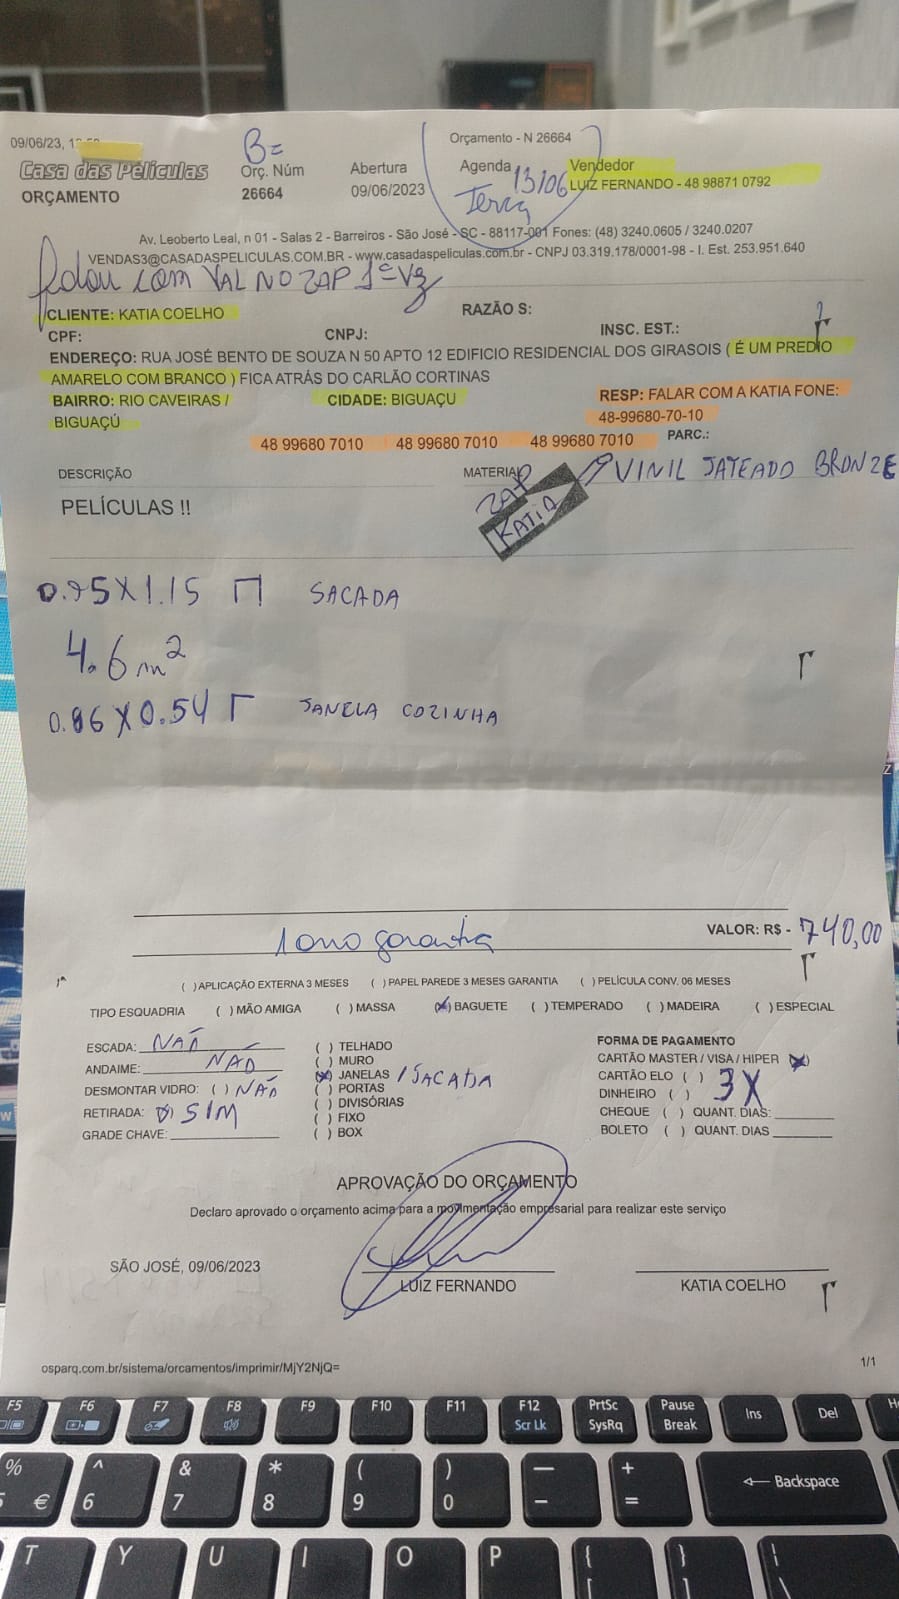 09/06/23, 1
Orçamento - N 26664
Casa das Películas
ORÇAMENTO
B=
Orç. Núm
26664
Abertura
09/06/2023
Agenda 13/06
Terça
Vendedor
LUIZ FERNANDO - 48 98871 0792
Av. Leoberto Leal, n 01 - Salas 2 - Barreiros - São José - SC - 88117-001 Fones: (48) 3240.0605 / 3240.0207
VENDAS3@CASADASPELICULAS.COM.BR - www.casadaspeliculas.com.br - CNPJ 03.319.178/0001-98 - I. Est. 253.951.640
com VAL NO ZAP 1ª Vz
CLIENTE: KATIA COELHO
RAZÃO S:
CPF:
CNPJ:
INSC. EST.:
ENDEREÇO: RUA JOSÉ BENTO DE SOUZA N 50 APTO 12 EDIFICIO RESIDENCIAL DOS GIRASOIS ( É UM PREDIO
AMARELO COM BRANCO ) FICA ATRÁS DO CARLÃO CORTINAS
BAIRRO: RIO CAVEIRAS /
BIGUAÇÚ
CIDADE: BIGUAÇU
RESP: FALAR COM A KATIA FONE:
48-99680-70-10
48 99680 7010 48 99680 7010 48 99680 7010 PARC.:
DESCRIÇÃO
MATERIAL
VINIL JATEADO BRONZE
ZAP
KATIA
PELÍCULAS !!
0.95X1.15 SACADA
4.6 m²
0.86X0.54 JANELA COZINHA
1 ano garantia
VALOR: R$ - 740,00
( )APLICAÇÃO EXTERNA 3 MESES ( ) PAPEL PAREDE 3 MESES GARANTIA ( ) PELÍCULA CONV. 06 MESES
TIPO ESQUADRIA ( ) MÃO AMIGA ( ) MASSA (X) BAGUETE ( ) TEMPERADO ( ) MADEIRA ( ) ESPECIAL
ESCADA: NAÕ
ANDAIME: NAO
DESMONTAR VIDRO: ( ) NÃO
RETIRADA: (X) SIM
GRADE CHAVE:
( ) TELHADO
( ) MURO
(X) JANELAS / SACADA
( ) PORTAS
( ) DIVISÓRIAS
( ) FIXO
( ) BOX
FORMA DE PAGAMENTO
CARTÃO MASTER / VISA / HIPER (X)
CARTÃO ELO ( ) 3X
DINHEIRO ( )
CHEQUE ( ) QUANT. DIAS:
BOLETO ( ) QUANT. DIAS
APROVAÇÃO DO ORÇAMENTO
Declaro aprovado o orçamento acima para a movimentação empresarial para realizar este serviço
SÃO JOSÉ, 09/06/2023
LUIZ FERNANDO
KATIA COELHO
osparq.com.br/sistema/orcamentos/imprimir/MjY2NjQ=
1/1
F5 F6 F7 F8 F9 F10 F11 F12 PrtSc Pause Ins Del
Scr Lk SysRq Break
% ^ & * ( ) — + Backspace
€ 6 7 8 9 0 - =
T Y U I O P { }